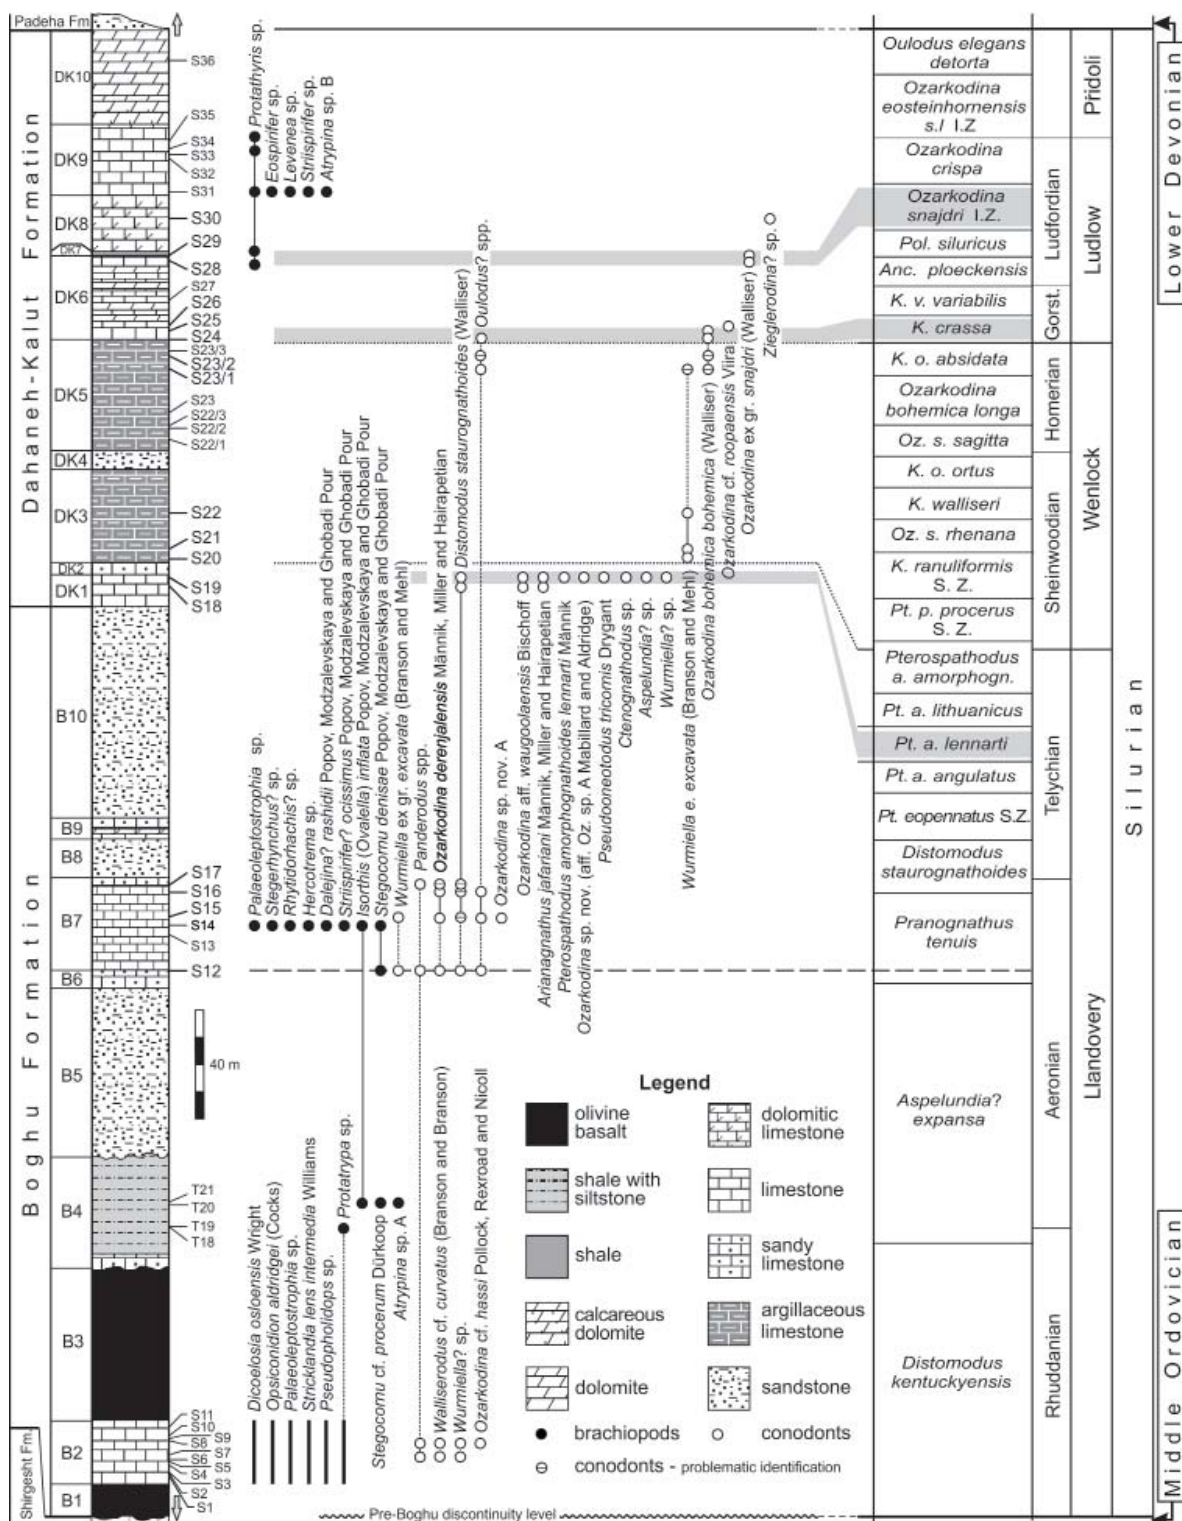 Padeha Fm
Dahaneh-Kalut Formation
Boghu Formation
Shirgesht Fm.
DK10
DK9
DK8
DK7
DK6
DK5
DK4
DK3
DK2
DK1
B10
B9
B8
B7
B6
B5
B4
B3
B2
B1
S36
S35
S34
S33
S32
S31
S30
S29
S28
S27
S26
S25
S24
S23/3
S23/2
S23/1
S23
S22/3
S22/2
S22/1
S22
S21
S20
S19
S18
S17
S16
S15
S14
S13
S12
40 m
T21
T20
T19
T18
S11
S10
S9
S8
S7
S6
S5
S4
S3
S2
S1
Protathyris sp.
Eospirifer sp.
Levenea sp.
Striispirifer sp.
Atrypina sp. B
Palaeoleptostrophia sp.
Stegerhynchus? sp.
Rhytidorhachis? sp.
Hercotrema sp.
Dalejina? rashidii Popov, Modzalevskaya and Ghobadi Pour
Striispirifer? ocissimus Popov, Modzalevskaya and Ghobadi Pour
Isorthis (Ovalella) inflata Popov, Modzalevskaya and Ghobadi Pour
Stegocornu denisae Popov, Modzalevskaya and Ghobadi Pour
Wurmiella ex gr. excavata (Branson and Mehl)
Panderodus spp.
Ozarkodina derenjalensis Männik, Miller and Hairapetian
Distomodus staurognathoides (Walliser)
Oulodus? spp.
Ozarkodina sp. nov. A
Ozarkodina aff. waugoolaensis Bischoff
Arianagnathus jafariani Männik, Miller and Hairapetian
Pterospathodus amorphognathoides lennarti Männik
Ozarkodina sp. nov. (aff. Oz. sp. A Mabillard and Aldridge)
Pseudooneotodus tricornis Drygant
Ctenognathodus sp.
Aspelundia? sp.
Wurmiella? sp.
Wurmiella e. excavata (Branson and Mehl)
Ozarkodina bohemica bohemica (Walliser)
Ozarkodina cf. roopaensis Viira
Ozarkodina ex gr. snajdri (Walliser)
Zieglerodina? sp.
Dicoelosia osloensis Wright
Opsiconidion aldridgei (Cocks)
Palaeoleptostrophia sp.
Stricklandia lens intermedia Williams
Pseudopholidops sp.
Protatrypa sp.
Stegocornu cf. procerum Dürkoop
Atrypina sp. A
Walliserodus cf. curvatus (Branson and Branson)
Wurmiella? sp.
Ozarkodina cf. hassi Pollock, Rexroad and Nicoll
Legend
olivine
basalt
dolomitic
limestone
shale with
siltstone
limestone
shale
sandy
limestone
calcareous
dolomite
argillaceous
limestone
dolomite
sandstone
brachiopods
conodonts
conodonts - problematic identification
Pre-Boghu discontinuity level
Oulodus elegans
detorta
Ozarkodina
eosteinhornensis
s.l I.Z
Ozarkodina
crispa
Ozarkodina
snajdri I.Z.
Pol. siluricus
Anc. ploeckensis
K. v. variabilis
K. crassa
K. o. absidata
Ozarkodina
bohemica longa
Oz. s. sagitta
K. o. ortus
K. walliseri
Oz. s. rhenana
K. ranuliformis
S. Z.
Pt. p. procerus
S. Z.
Pterospathodus
a. amorphogn.
Pt. a. lithuanicus
Pt. a. lennarti
Pt. a. angulatus
Pt. eopennatus S.Z.
Distomodus
staurognathoides
Pranognathus
tenuis
Aspelundia?
expansa
Distomodus
kentuckyensis
Ludfordian
Gorst.
Homerian
Sheinwoodian
Telychian
Aeronian
Rhuddanian
Přidoli
Ludlow
Wenlock
Llandovery
Silurian
Lower Devonian
Middle Ordovician